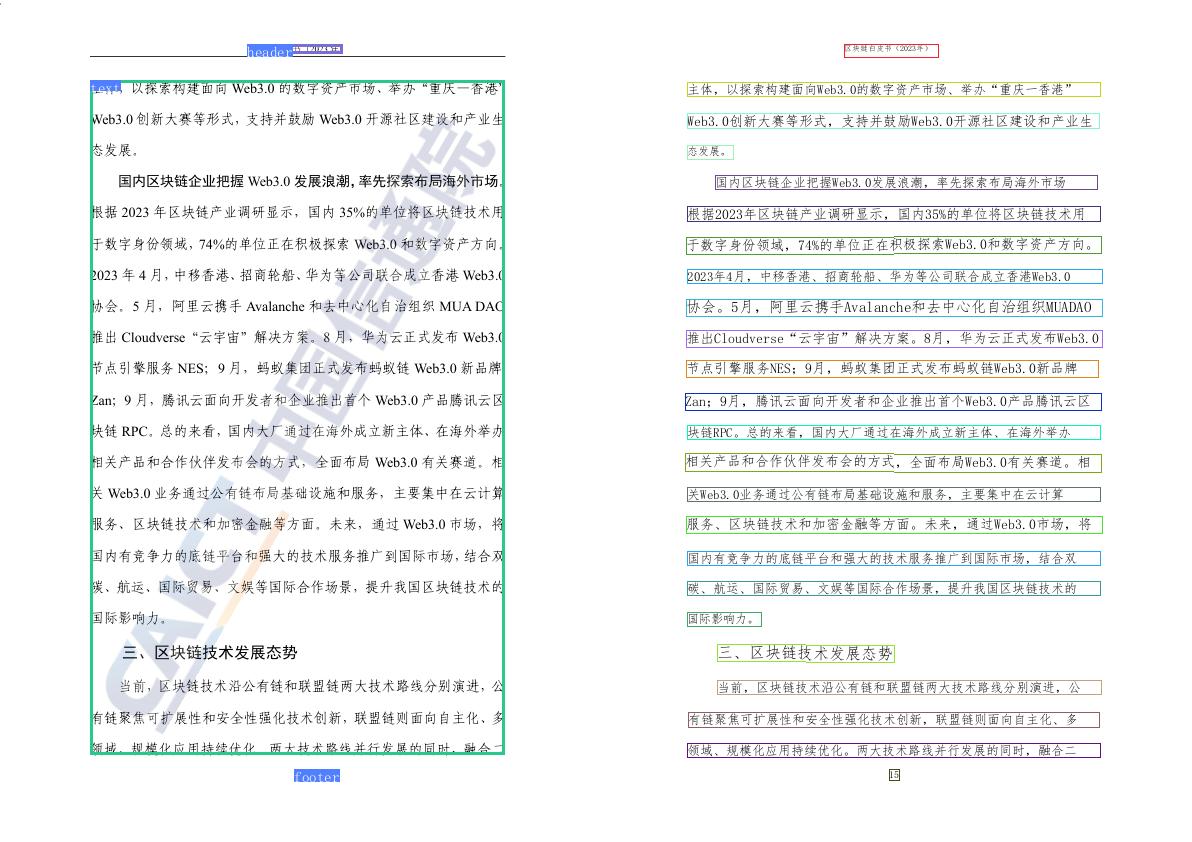 header
书（2023年）
text
主体，以探索构建面向 Web3.0 的数字资产市场、举办“重庆—香港”
Web3.0 创新大赛等形式，支持并鼓励 Web3.0 开源社区建设和产业生
态发展。
国内区块链企业把握 Web3.0 发展浪潮，率先探索布局海外市场。
根据 2023 年区块链产业调研显示，国内 35%的单位将区块链技术用
于数字身份领域，74%的单位正在积极探索 Web3.0 和数字资产方向。
2023 年 4 月，中移香港、招商轮船、华为等公司联合成立香港 Web3.0
协会。5 月，阿里云携手 Avalanche 和去中心化自治组织 MUA DAO
推出 Cloudverse“云宇宙”解决方案。8 月，华为云正式发布 Web3.0
节点引擎服务 NES；9 月，蚂蚁集团正式发布蚂蚁链 Web3.0 新品牌
Zan；9 月，腾讯云面向开发者和企业推出首个 Web3.0 产品腾讯云区
块链 RPC。总的来看，国内大厂通过在海外成立新主体、在海外举办
相关产品和合作伙伴发布会的方式，全面布局 Web3.0 有关赛道。相
关 Web3.0 业务通过公有链布局基础设施和服务，主要集中在云计算
服务、区块链技术和加密金融等方面。未来，通过 Web3.0 市场，将
国内有竞争力的底链平台和强大的技术服务推广到国际市场，结合双
碳、航运、国际贸易、文娱等国际合作场景，提升我国区块链技术的
国际影响力。
三、区块链技术发展态势
当前，区块链技术沿公有链和联盟链两大技术路线分别演进，公
有链聚焦可扩展性和安全性强化技术创新，联盟链则面向自主化、多
领域、规模化应用持续优化。两大技术路线并行发展的同时，融合二
CAICT 中国信通院
footer
区块链白皮书（2023年）
主体，以探索构建面向Web3.0的数字资产市场、举办“重庆一香港”
Web3.0创新大赛等形式，支持并鼓励Web3.0开源社区建设和产业生
态发展。
国内区块链企业把握Web3.0发展浪潮，率先探索布局海外市场
根据2023年区块链产业调研显示，国内35%的单位将区块链技术用
于数字身份领域，74%的单位正在积极探索Web3.0和数字资产方向。
2023年4月，中移香港、招商轮船、华为等公司联合成立香港Web3.0
协会。5月，阿里云携手Avalanche和去中心化自治组织MUADAO
推出Cloudverse“云宇宙”解决方案。8月，华为云正式发布Web3.0
节点引擎服务NES；9月，蚂蚁集团正式发布蚂蚁链Web3.0新品牌
Zan；9月，腾讯云面向开发者和企业推出首个Web3.0产品腾讯云区
块链RPC。总的来看，国内大厂通过在海外成立新主体、在海外举办
相关产品和合作伙伴发布会的方式，全面布局Web3.0有关赛道。相
关Web3.0业务通过公有链布局基础设施和服务，主要集中在云计算
服务、区块链技术和加密金融等方面。未来，通过Web3.0市场，将
国内有竞争力的底链平台和强大的技术服务推广到国际市场，结合双
碳、航运、国际贸易、文娱等国际合作场景，提升我国区块链技术的
国际影响力。
三、区块链技术发展态势
当前，区块链技术沿公有链和联盟链两大技术路线分别演进，公
有链聚焦可扩展性和安全性强化技术创新，联盟链则面向自主化、多
领域、规模化应用持续优化。两大技术路线并行发展的同时，融合二
15